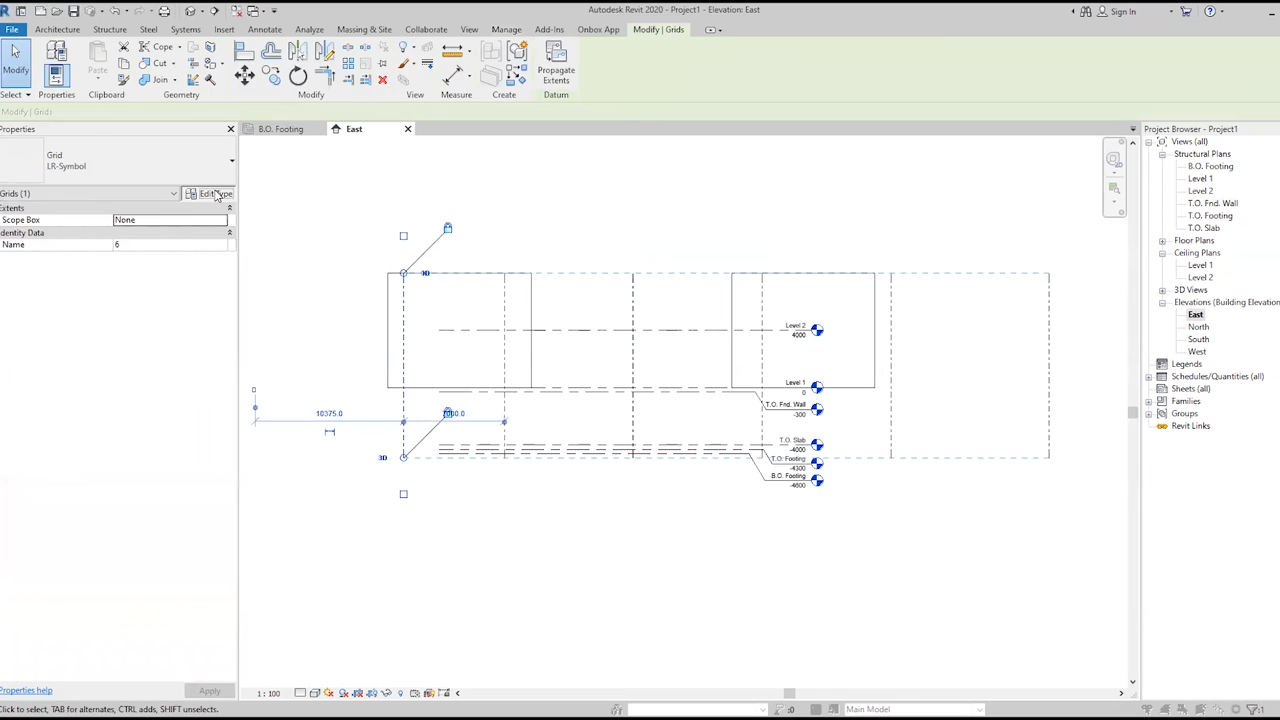 Autodesk Revit 2020 - Project1 - Elevation: East
Sign In
File
Architecture
Structure
Steel
Systems
Insert
Annotate
Analyze
Massing & Site
Collaborate
View
Manage
Add-Ins
Onbox App
Modify | Grids
Modify
Paste
Cope
Cut
Join
Propagate
Extents
Select
Properties
Clipboard
Geometry
Modify
View
Measure
Create
Datum
Modify | Grids
Properties
Grid
LR-Symbol
Grids (1)
Edit Type
Extents
Scope Box
None
Identity Data
Name
6
Properties help
Apply
B.O. Footing
East
3D
Level 2
4000
Level 1
0
T.O. Fnd. Wall
-300
T.O. Slab
-4000
T.O. Footing
-4300
B.O. Footing
-4600
10375.0
3D
Project Browser - Project1
Views (all)
Structural Plans
B.O. Footing
Level 1
Level 2
T.O. Fnd. Wall
T.O. Footing
T.O. Slab
Floor Plans
Ceiling Plans
Level 1
Level 2
3D Views
Elevations (Building Elevation
East
North
South
West
Legends
Schedules/Quantities (all)
Sheets (all)
Families
Groups
Revit Links
1 : 100
Click to select, TAB for alternates, CTRL adds, SHIFT unselects.
:0
Main Model
:1